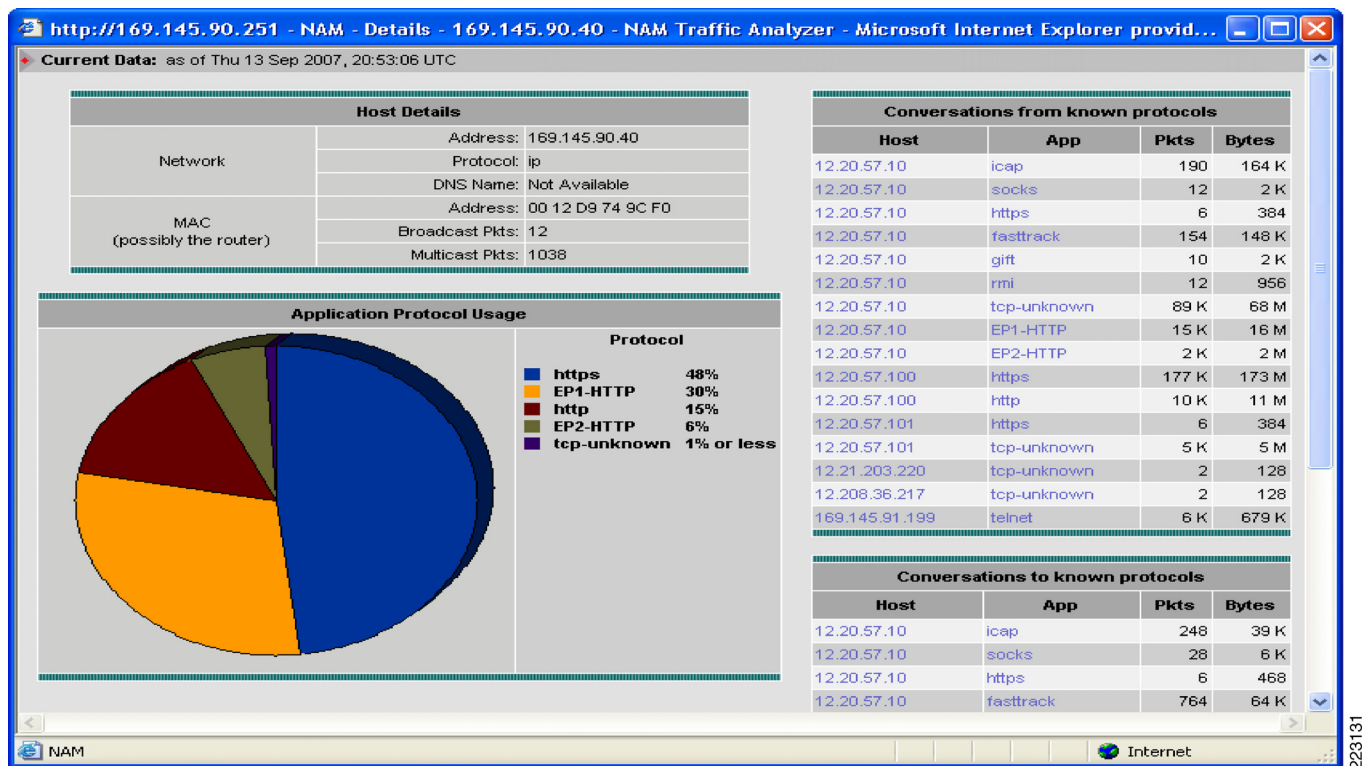 http://169.145.90.251 - NAM - Details - 169.145.90.40 - NAM Traffic Analyzer - Microsoft Internet Explorer provid...
Current Data: as of Thu 13 Sep 2007, 20:53:06 UTC
Host Details
Network
Address: 169.145.90.40
Protocol: ip
DNS Name: Not Available
MAC
(possibly the router)
Address: 00 12 D9 74 9C F0
Broadcast Pkts: 12
Multicast Pkts: 1038
Application Protocol Usage
Protocol
https 48%
EP1-HTTP 30%
http 15%
EP2-HTTP 6%
tcp-unknown 1% or less
Conversations from known protocols
Host App Pkts Bytes
12.20.57.10 icap 190 164 K
12.20.57.10 socks 12 2 K
12.20.57.10 https 6 384
12.20.57.10 fasttrack 154 148 K
12.20.57.10 gift 10 2 K
12.20.57.10 rmi 12 956
12.20.57.10 tcp-unknown 89 K 68 M
12.20.57.10 EP1-HTTP 15 K 16 M
12.20.57.10 EP2-HTTP 2 K 2 M
12.20.57.100 https 177 K 173 M
12.20.57.100 http 10 K 11 M
12.20.57.101 https 6 384
12.20.57.101 tcp-unknown 5 K 5 M
12.21.203.220 tcp-unknown 2 128
12.208.36.217 tcp-unknown 2 128
169.145.91.199 telnet 6 K 679 K
Conversations to known protocols
Host App Pkts Bytes
12.20.57.10 icap 248 39 K
12.20.57.10 socks 28 6 K
12.20.57.10 https 6 468
12.20.57.10 fasttrack 764 64 K
NAM
Internet
223131